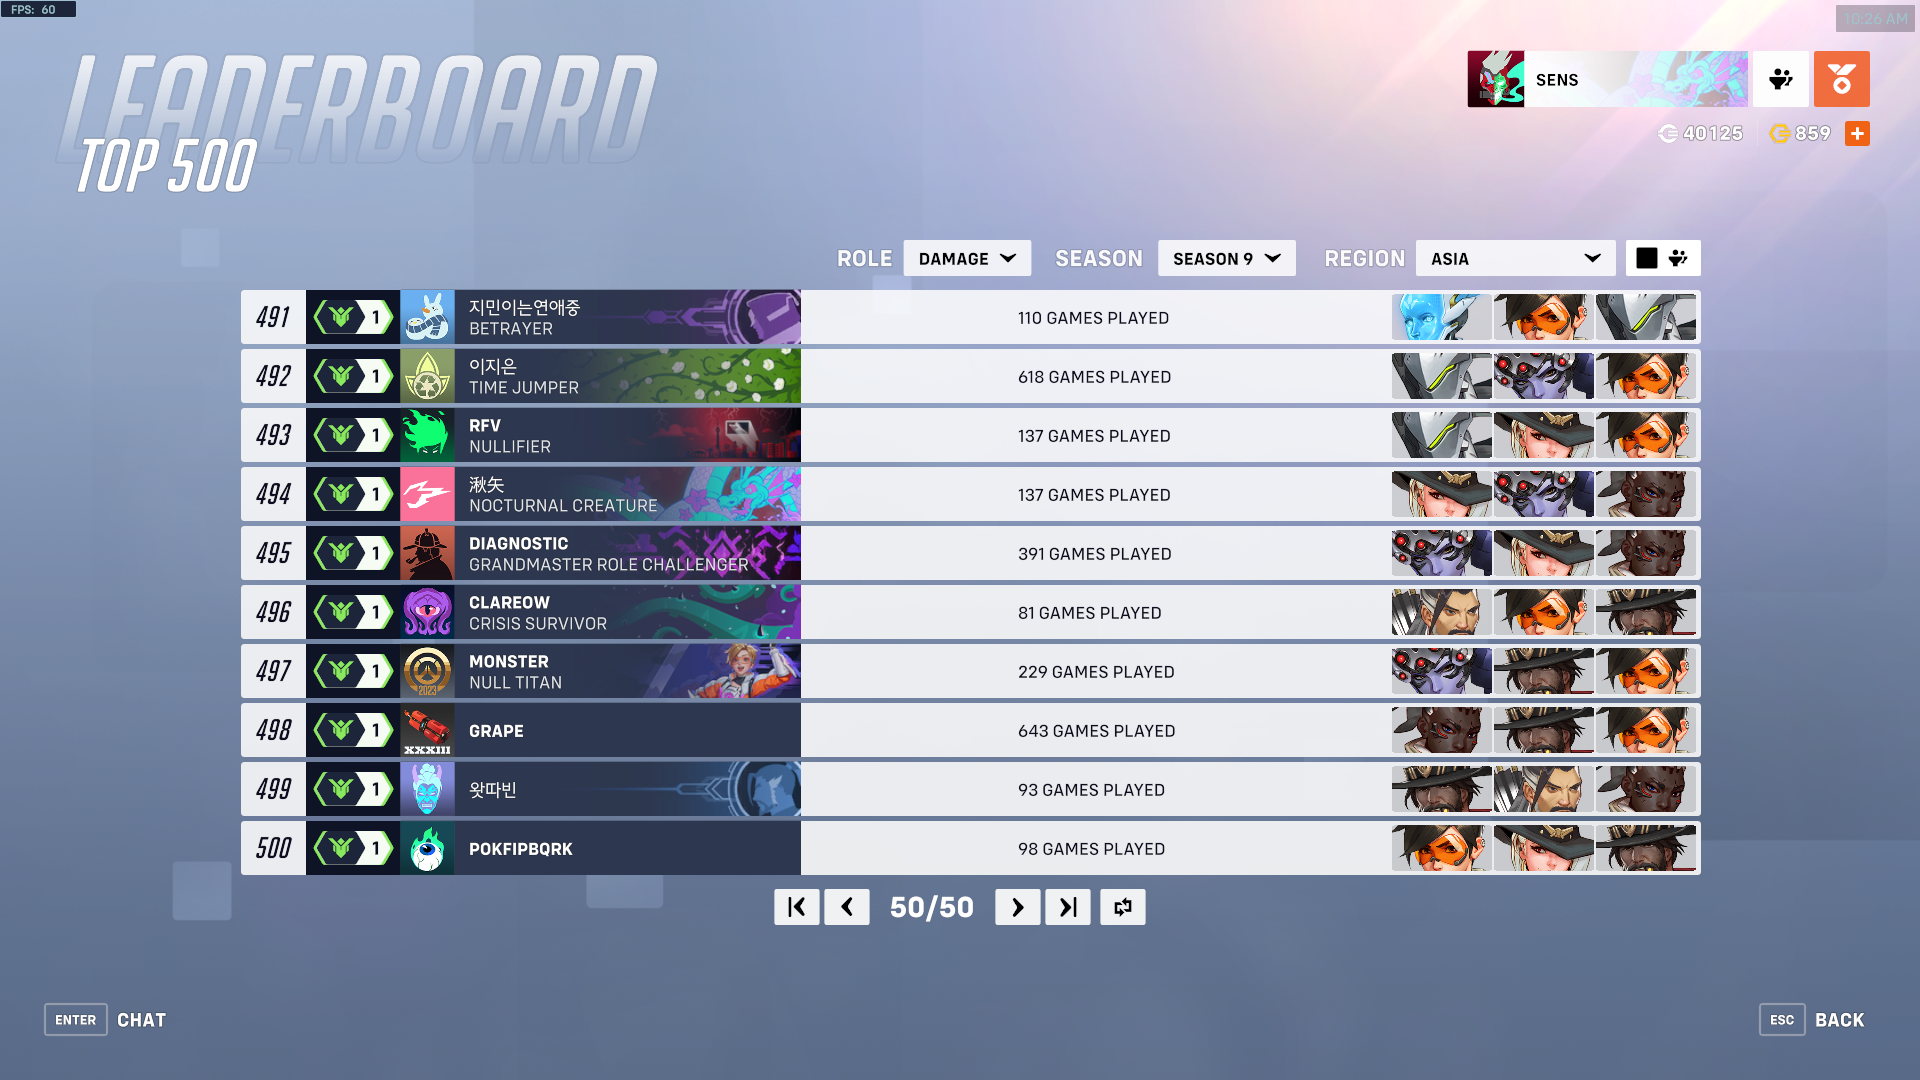 FPS: 60
10:26 AM
LEADERBOARD
TOP 500
SENS
40125 859
ROLE DAMAGE SEASON SEASON 9 REGION ASIA
491 1 지민이는연애중 110 GAMES PLAYED
BETRAYER
492 1 이지은 618 GAMES PLAYED
TIME JUMPER
493 1 RFV 137 GAMES PLAYED
NULLIFIER
494 1 湫矢 137 GAMES PLAYED
NOCTURNAL CREATURE
495 1 DIAGNOSTIC 391 GAMES PLAYED
GRANDMASTER ROLE CHALLENGER
496 1 CLAREOW 81 GAMES PLAYED
CRISIS SURVIVOR
497 1 MONSTER 229 GAMES PLAYED
2023 NULL TITAN
498 1 GRAPE 643 GAMES PLAYED
XXXIII
499 1 왓따빈 93 GAMES PLAYED
500 1 POKFIPBQRK 98 GAMES PLAYED
50/50
ENTER CHAT
ESC BACK